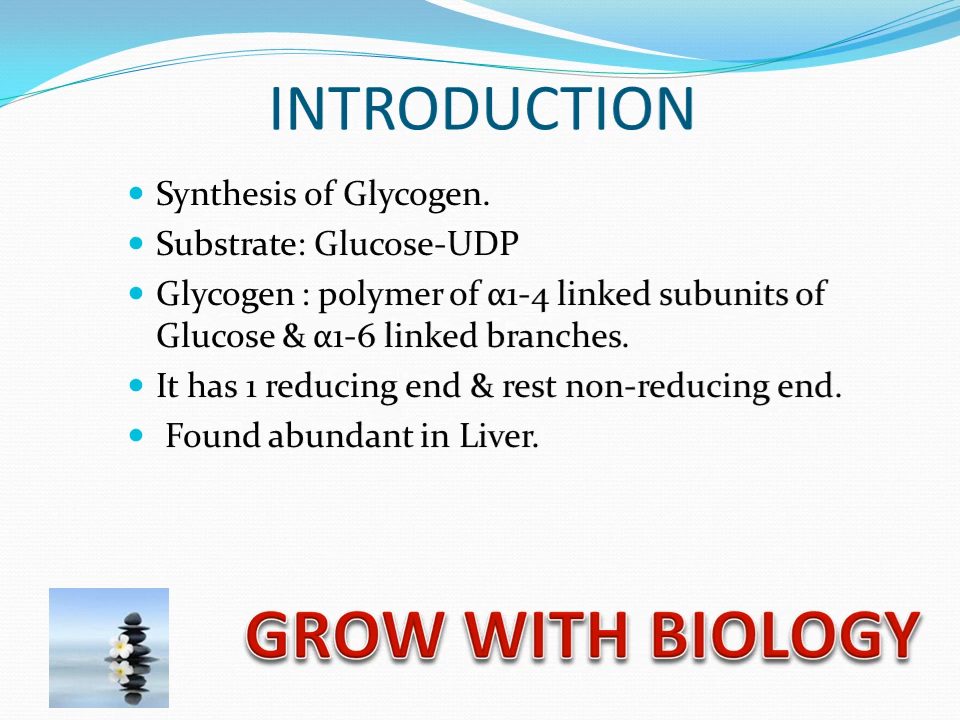 INTRODUCTION
Synthesis of Glycogen.
Substrate: Glucose-UDP
Glycogen : polymer of α1-4 linked subunits of
Glucose & α1-6 linked branches.
It has 1 reducing end & rest non-reducing end.
Found abundant in Liver.
GROW WITH BIOLOGY